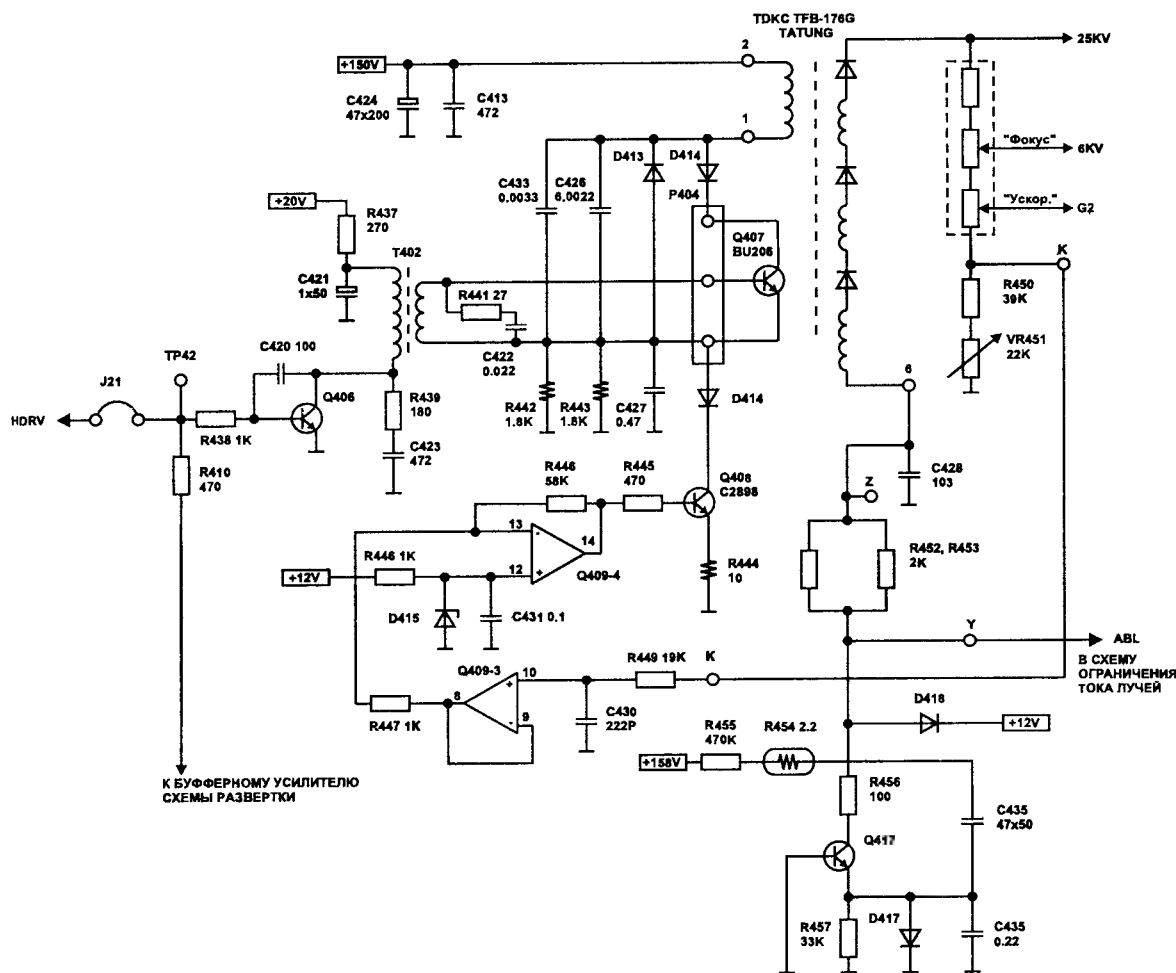 TDKC TFB-176G
TATUNG
2
25KV
+150V
C424
47x200
C413
472
1
"Фокус"
6KV
D413
D414
C433
0.0033
C426
6.0022
P404
+20V
R437
270
"Ускор."
G2
Q407
BU206
T402
K
C421
1x50
R441 27
R450
39K
C420 100
TP42
C422
0.022
VR451
22K
J21
6
Q406
R439
180
R442
1.8K
R443
1.8K
C427
0.47
D414
HDRV
R438 1K
C423
472
R410
470
R446
58K
R445
470
Q408
C2898
C428
103
Z
13
14
R446 1K
R452, R453
2K
+12V
12
Q409-4
R444
10
D415
C431 0.1
Y
ABL
Q409-3
10
R449 19K
K
В СХЕМУ
ОГРАНИЧЕНИЯ
ТОКА ЛУЧЕЙ
8
9
D418
R447 1K
C430
222P
R455
470K
R454 2.2
+12V
+158V
К БУФФЕРНОМУ УСИЛИТЕЛЮ
СХЕМЫ РАЗВЕРТКИ
R456
100
C435
47x50
Q417
R457
33K
D417
C435
0.22